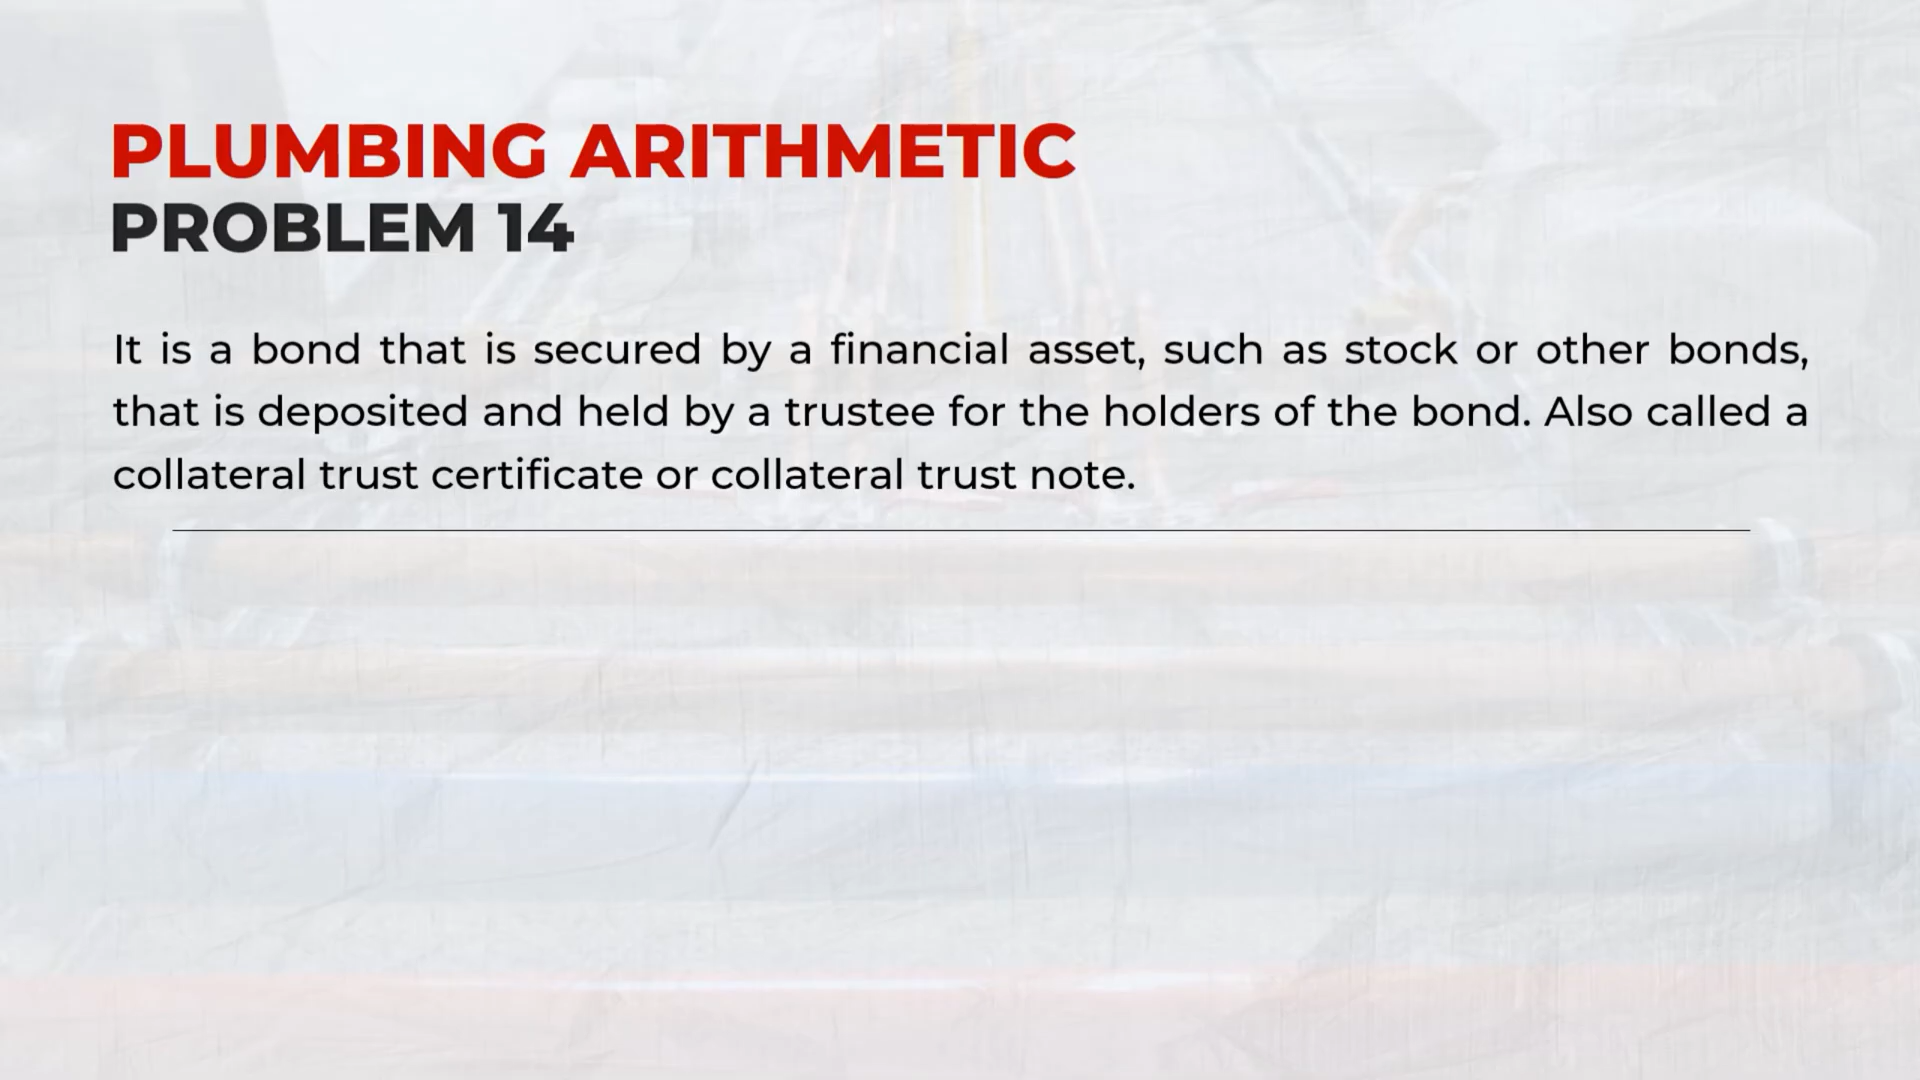 PLUMBING ARITHMETIC
PROBLEM 14
It is a bond that is secured by a financial asset, such as stock or other bonds,
that is deposited and held by a trustee for the holders of the bond. Also called a
collateral trust certificate or collateral trust note.